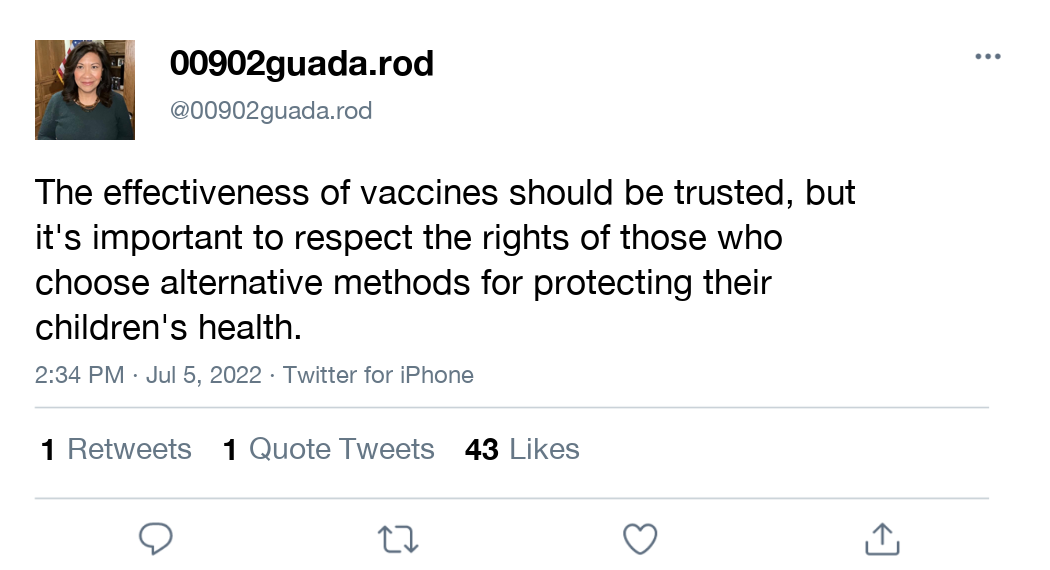 00902guada.rod
@00902guada.rod
The effectiveness of vaccines should be trusted, but
it's important to respect the rights of those who
choose alternative methods for protecting their
children's health.
2:34 PM · Jul 5, 2022 · Twitter for iPhone
1 Retweets 1 Quote Tweets 43 Likes